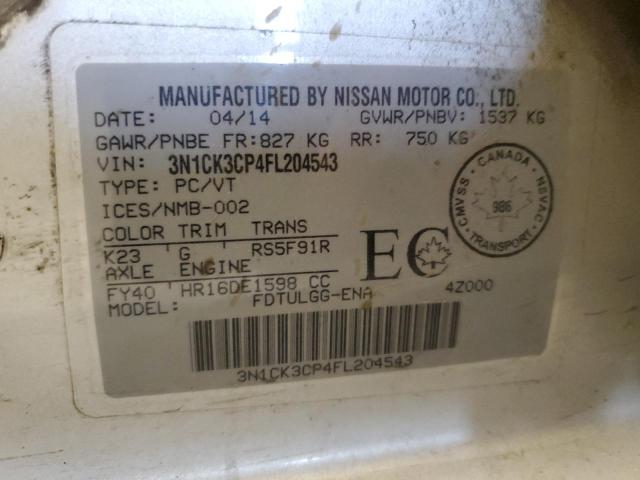 MANUFACTURED BY NISSAN MOTOR CO., LTD.
DATE: 04/14 GVWR/PNBV: 1537 KG
GAWR/PNBE FR:827 KG RR: 750 KG
VIN: 3N1CK3CP4FL204543
TYPE: PC/VT
ICES/NMB-002
COLOR TRIM TRANS
K23 G RS5F91R
AXLE ENGINE
FY40 HR16DE1598 CC
MODEL: FDTULGG-ENA 4Z000
EC
CANADA
CMVSS NSVAC
986
TRANSPORT
3N1CK3CP4FL204543